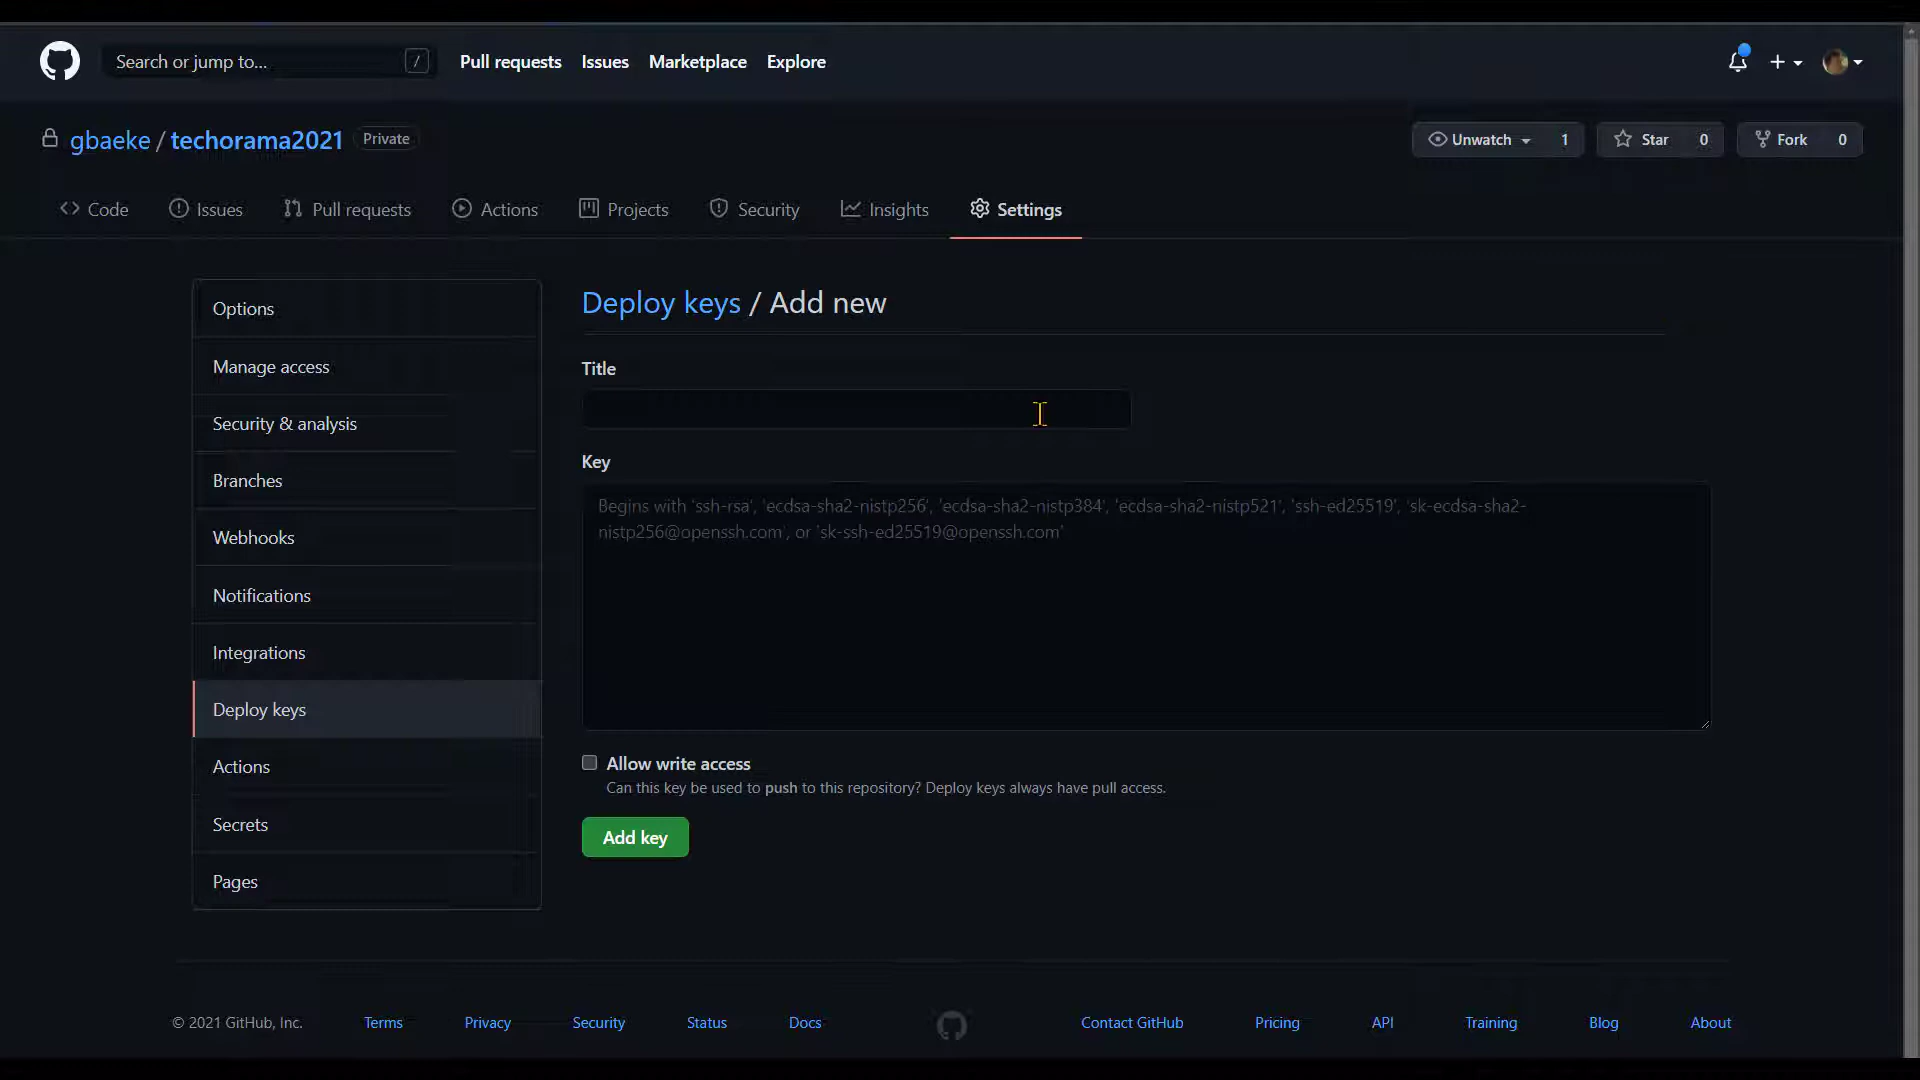 Search or jump to... /
Pull requests Issues Marketplace Explore
gbaeke / techorama2021 Private
Unwatch 1 Star 0 Fork 0
Code Issues Pull requests Actions Projects Security Insights Settings
Options
Manage access
Security & analysis
Branches
Webhooks
Notifications
Integrations
Deploy keys
Actions
Secrets
Pages
Deploy keys / Add new
Title
Key
Begins with 'ssh-rsa', 'ecdsa-sha2-nistp256', 'ecdsa-sha2-nistp384', 'ecdsa-sha2-nistp521', 'ssh-ed25519', 'sk-ecdsa-sha2-
nistp256@openssh.com', or 'sk-ssh-ed25519@openssh.com'
Allow write access
Can this key be used to push to this repository? Deploy keys always have pull access.
Add key
© 2021 GitHub, Inc. Terms Privacy Security Status Docs Contact GitHub Pricing API Training Blog About